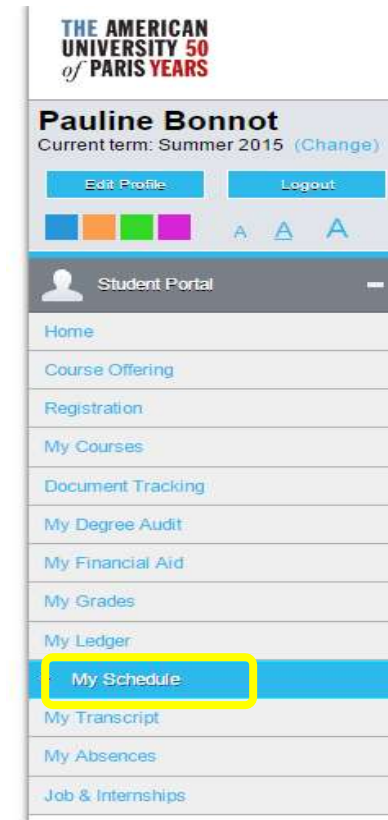 THE AMERICAN
UNIVERSITY 50
of PARIS YEARS
Pauline Bonnot
Current term: Summer 2015 (Change)
Edit Profile Logout
A A A
Student Portal
Home
Course Offering
Registration
My Courses
Document Tracking
My Degree Audit
My Financial Aid
My Grades
My Ledger
My Schedule
My Transcript
My Absences
Job & Internships